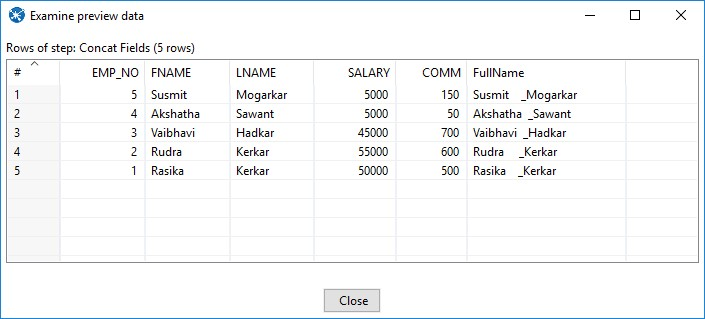 Examine preview data
Rows of step: Concat Fields (5 rows)
# EMP_NO FNAME LNAME SALARY COMM FullName
1 5 Susmit Mogarkar 5000 150 Susmit   _Mogarkar
2 4 Akshatha Sawant 5000 50 Akshatha _Sawant
3 3 Vaibhavi Hadkar 45000 700 Vaibhavi _Hadkar
4 2 Rudra Kerkar 55000 600 Rudra    _Kerkar
5 1 Rasika Kerkar 50000 500 Rasika   _Kerkar
Close